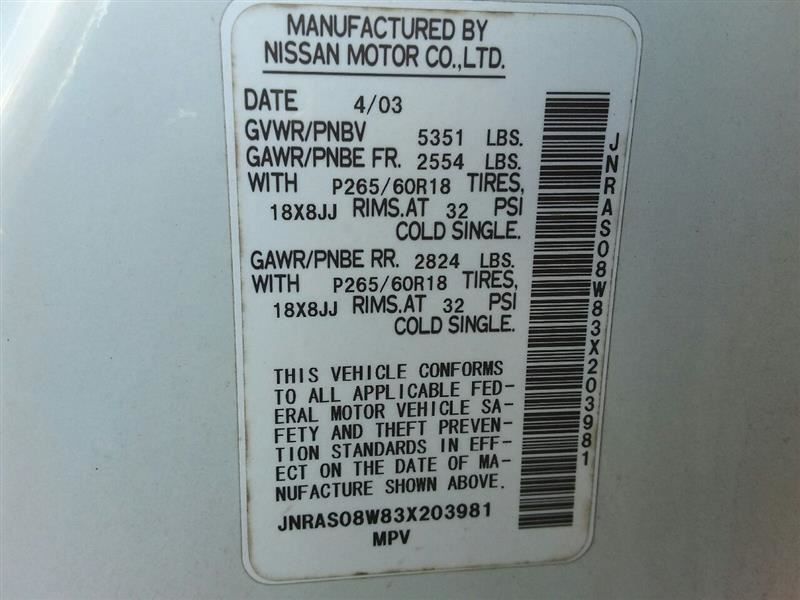 MANUFACTURED BY
NISSAN MOTOR CO.,LTD.
DATE 4/03
GVWR/PNBV 5351 LBS.
GAWR/PNBE FR. 2554 LBS.
WITH P265/60R18 TIRES,
18X8JJ RIMS.AT 32 PSI
COLD SINGLE.
GAWR/PNBE RR. 2824 LBS.
WITH P265/60R18 TIRES,
18X8JJ RIMS.AT 32 PSI
COLD SINGLE.
THIS VEHICLE CONFORMS
TO ALL APPLICABLE FED-
ERAL MOTOR VEHICLE SA-
FETY AND THEFT PREVEN-
TION STANDARDS IN EFF-
ECT ON THE DATE OF MA-
NUFACTURE SHOWN ABOVE.
JNRAS08W83X203981
MPV
JNRAS08W83X203981